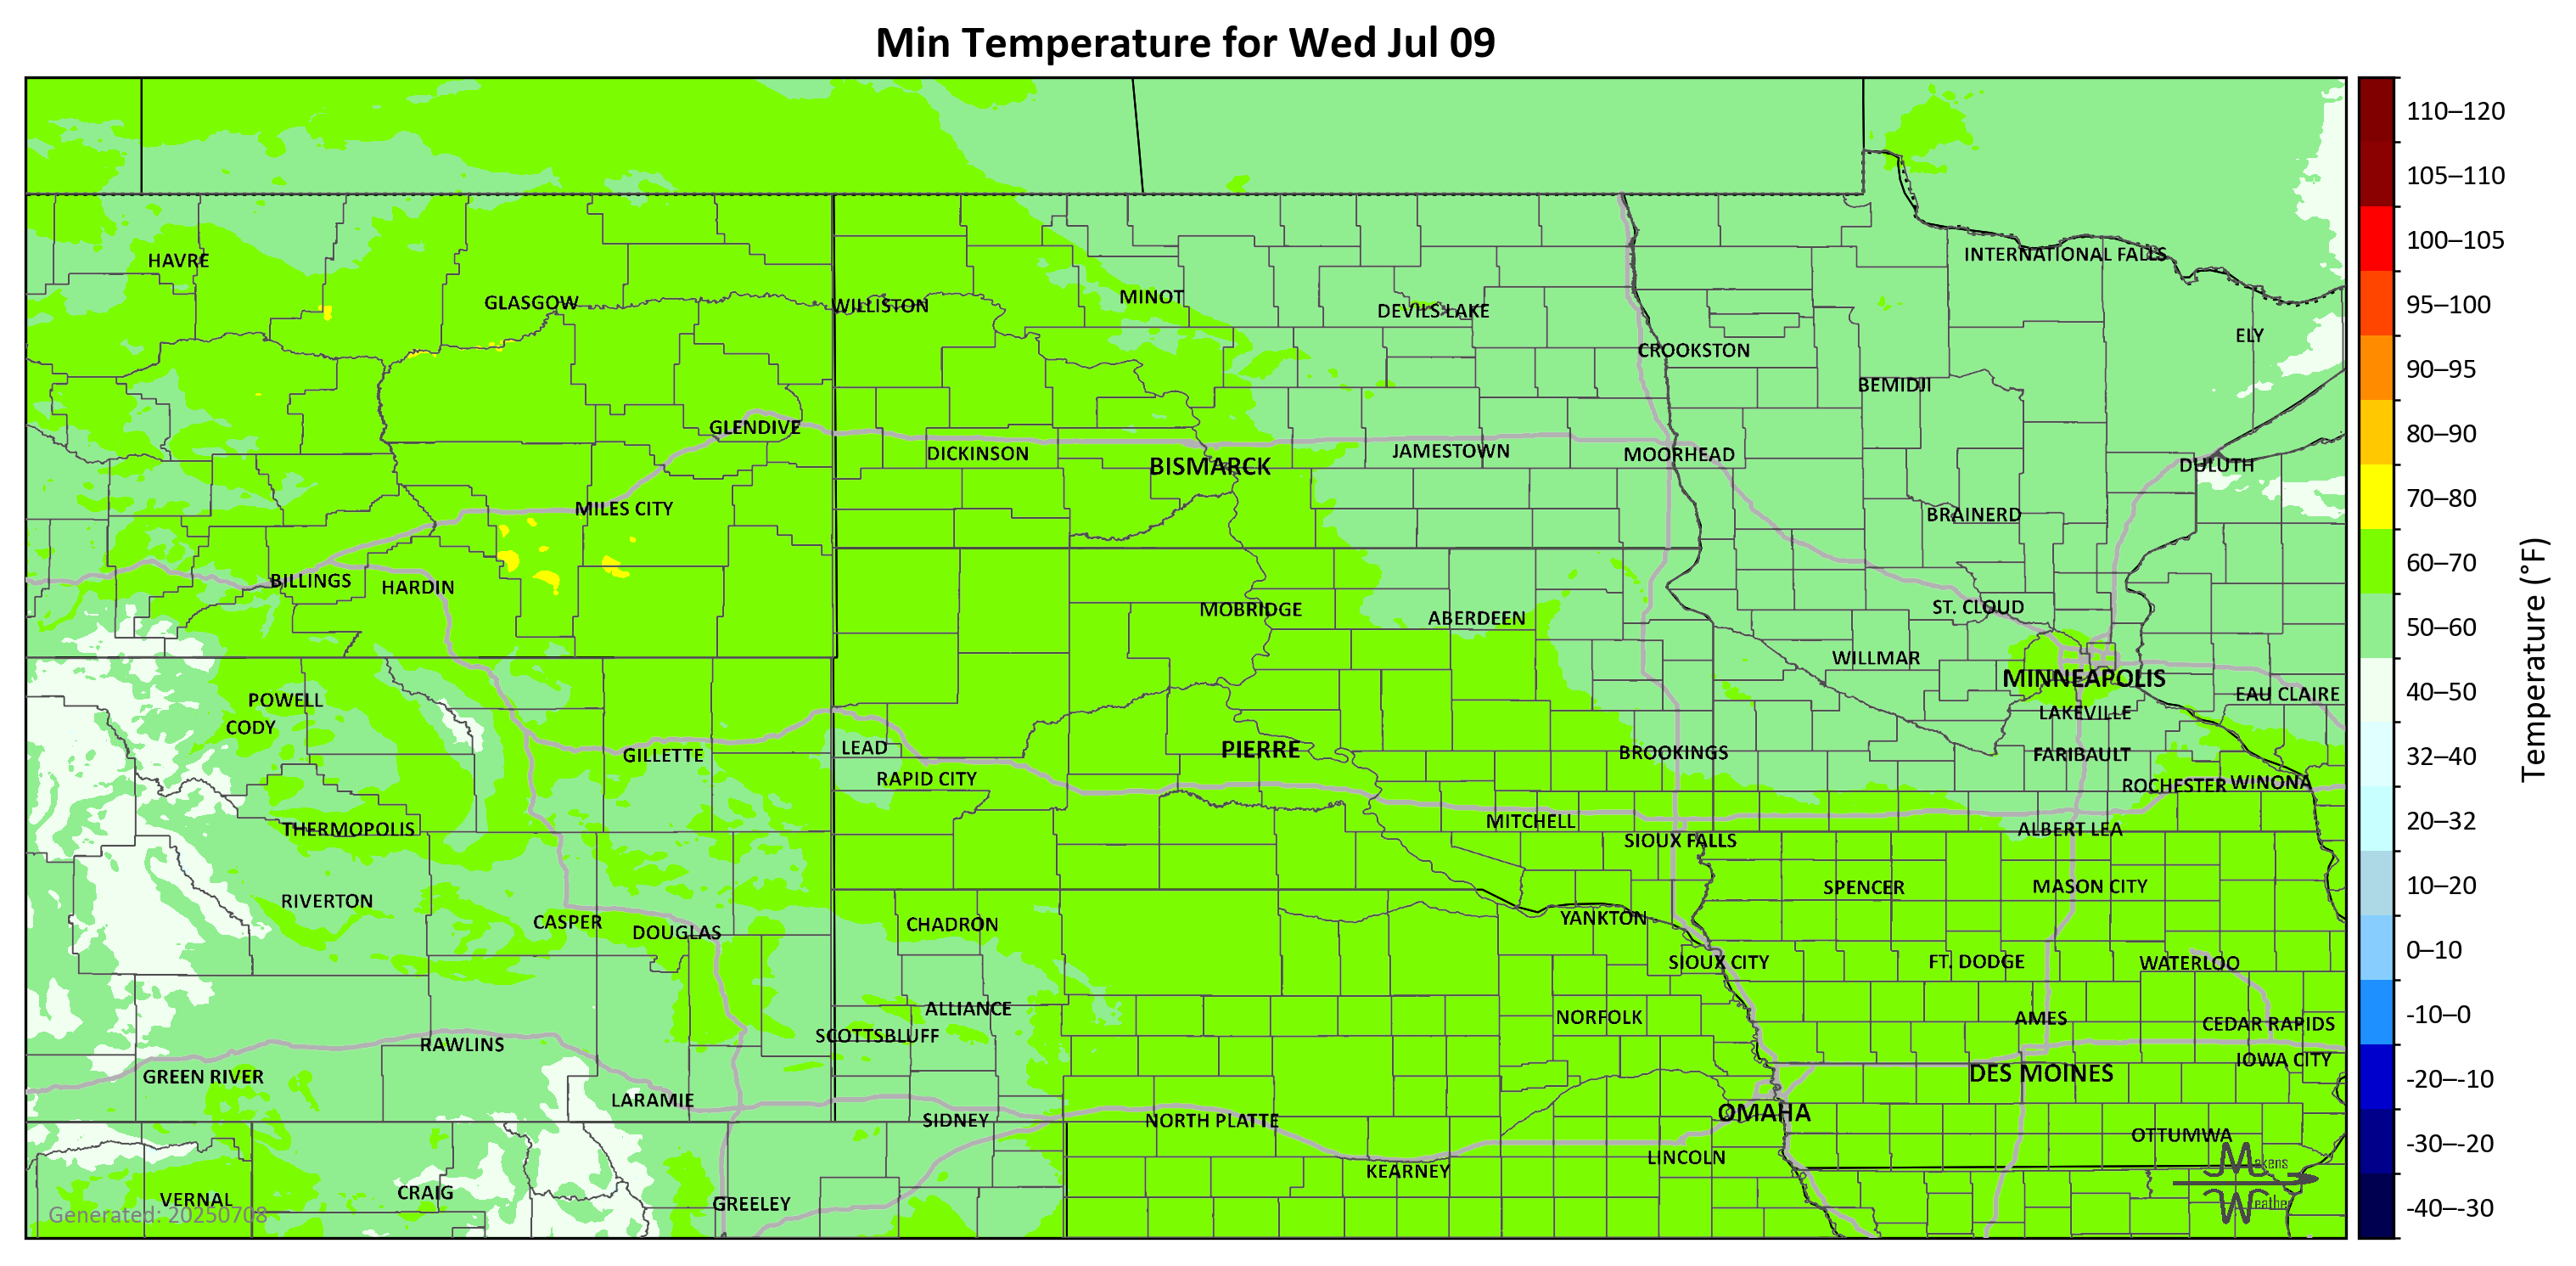 Min Temperature for Wed Jul 09
110–120
105–110
100–105
95–100
90–95
80–90
70–80
60–70
50–60
40–50
32–40
20–32
10–20
0–10
-10–0
-20–-10
-30–-20
-40–-30
Temperature (°F)
INTERNATIONAL FALLS
HAVRE
MINOT
GLASGOW
WILLISTON
DEVILS LAKE
ELY
CROOKSTON
BEMIDJI
GLENDIVE
DICKINSON
JAMESTOWN
MOORHEAD
BISMARCK
DULUTH
MILES CITY
BRAINERD
BILLINGS
HARDIN
MOBRIDGE
ABERDEEN
ST. CLOUD
WILLMAR
MINNEAPOLIS
EAU CLAIRE
POWELL
CODY
LAKEVILLE
LEAD
PIERRE
BROOKINGS
FARIBAULT
GILLETTE
RAPID CITY
ROCHESTER
WINONA
THERMOPOLIS
MITCHELL
ALBERT LEA
SIOUX FALLS
SPENCER
MASON CITY
RIVERTON
CASPER
DOUGLAS
CHADRON
YANKTON
SIOUX CITY
FT. DODGE
WATERLOO
ALLIANCE
NORFOLK
AMES
CEDAR RAPIDS
SCOTTSBLUFF
RAWLINS
IOWA CITY
GREEN RIVER
DES MOINES
LARAMIE
OMAHA
SIDNEY
NORTH PLATTE
OTTUMWA
LINCOLN
KEARNEY
VERNAL
CRAIG
GREELEY
Generated: 20250708
Makens
Weather